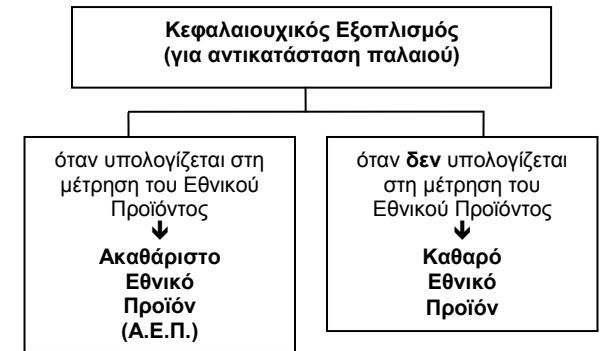 Κεφαλαιουχικός Εξοπλισμός
(για αντικατάσταση παλαιού)
όταν υπολογίζεται στη
μέτρηση του Εθνικού
Προϊόντος
Ακαθάριστο
Εθνικό
Προϊόν
(Α.Ε.Π.)
όταν δεν υπολογίζεται
στη μέτρηση του
Εθνικού Προϊόντος
Καθαρό
Εθνικό
Προϊόν